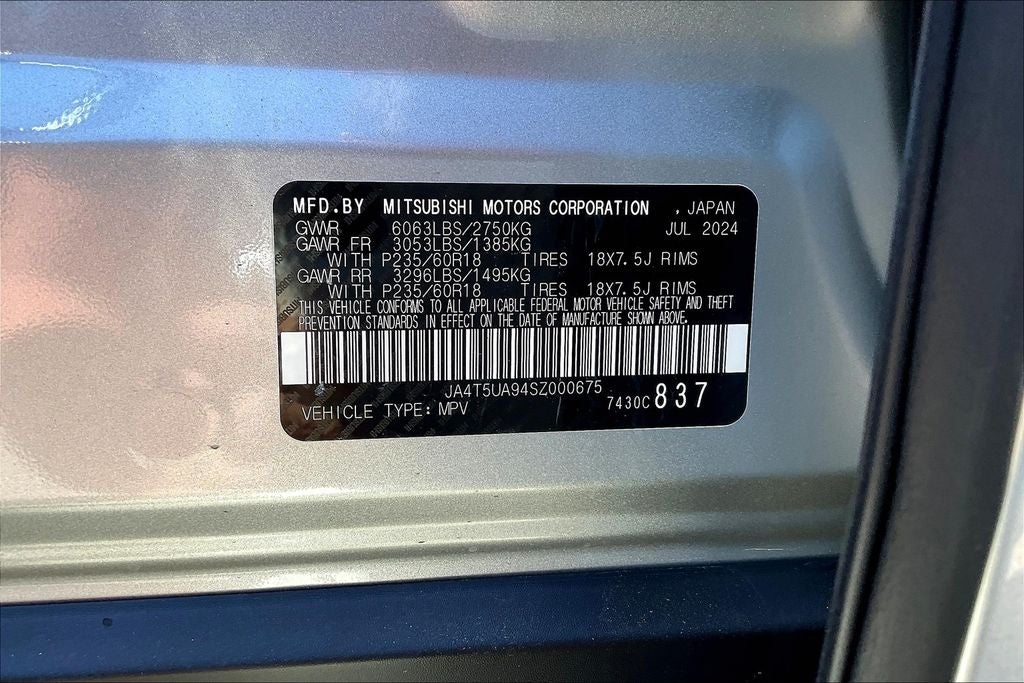 MFD.BY MITSUBISHI MOTORS CORPORATION , JAPAN
GVWR 6063LBS/2750KG JUL 2024
GAWR FR 3053LBS/1385KG
WITH P235/60R18 TIRES 18X7.5J RIMS
GAWR RR 3296LBS/1495KG
WITH P235/60R18 TIRES 18X7.5J RIMS
THIS VEHICLE CONFORMS TO ALL APPLICABLE FEDERAL MOTOR VEHICLE SAFETY AND THEFT
PREVENTION STANDARDS IN EFFECT ON THE DATE OF MANUFACTURE SHOWN ABOVE.
JA4T5UA94SZ000675
VEHICLE TYPE: MPV 7430C 837